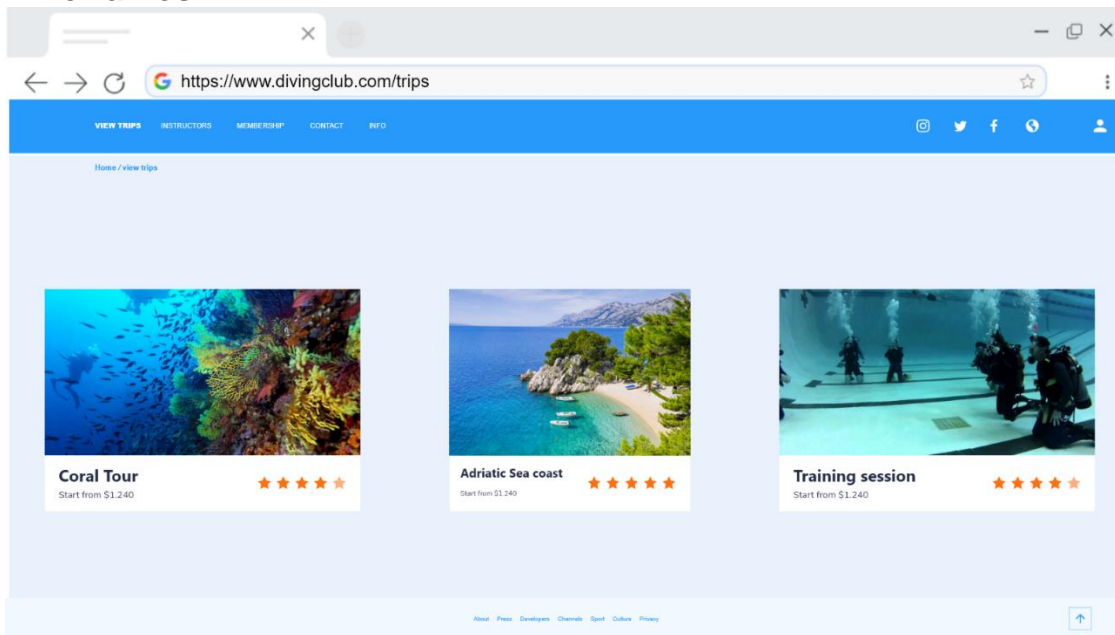 https://www.divingclub.com/trips
VIEW TRIPS INSTRUCTORS MEMBERSHIP CONTACT INFO
Home / view trips
Coral Tour
Start from $1.240
Adriatic Sea coast
Start from $1.240
Training session
Start from $1.240
About Press Developers Channels Sport Culture Privacy